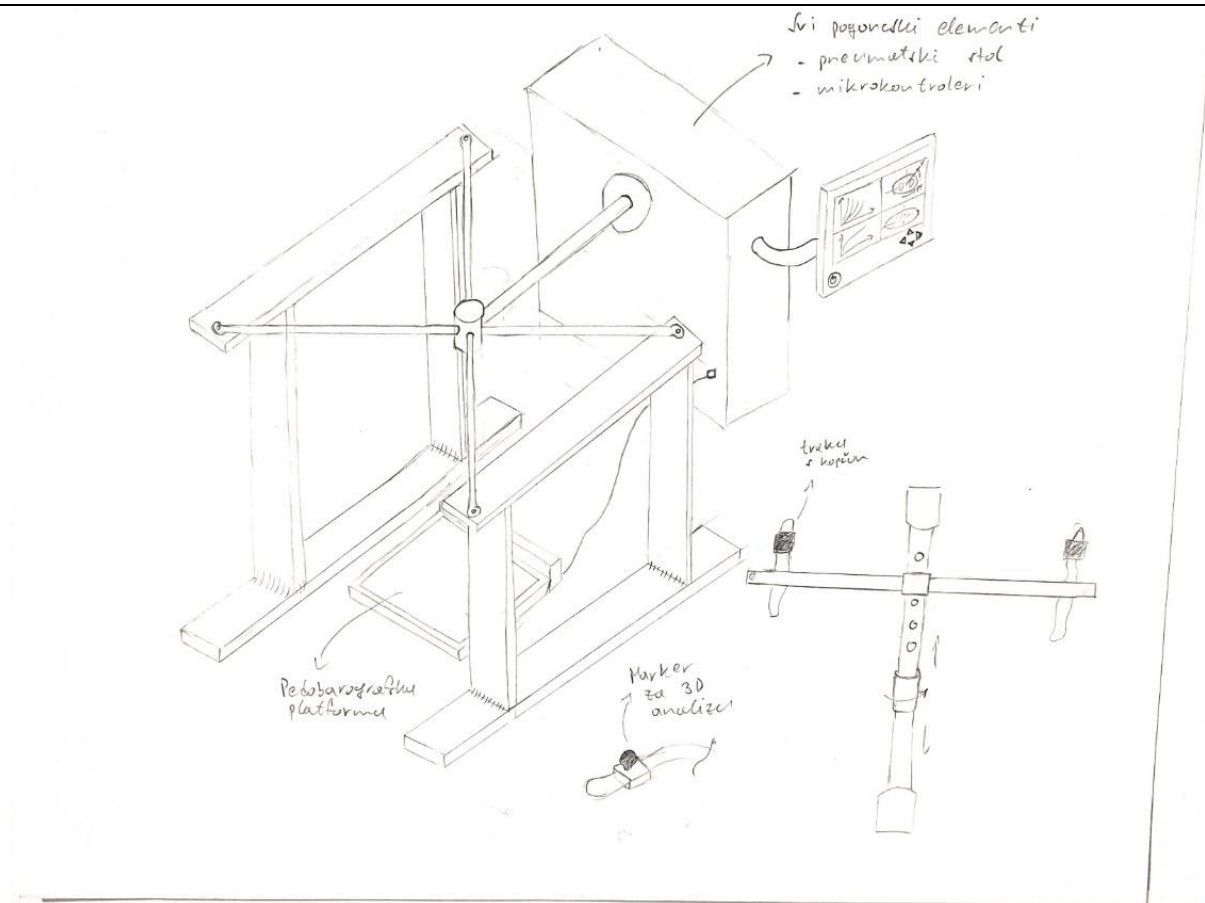 Svi pogonski elementi
- pneumatski stol
- mikrokontroleri
traka
s kopčom
Pedobarografska
platforma
Marker
za 3D
analizu